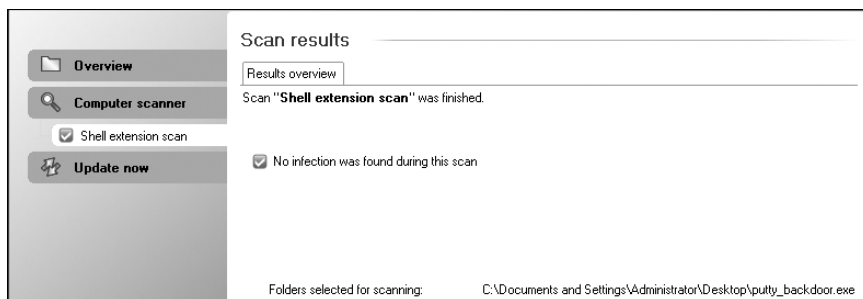 Overview
Computer scanner
Shell extension scan
Update now
Scan results
Results overview
Scan "Shell extension scan" was finished.
No infection was found during this scan
Folders selected for scanning: C:\Documents and Settings\Administrator\Desktop\putty_backdoor.exe